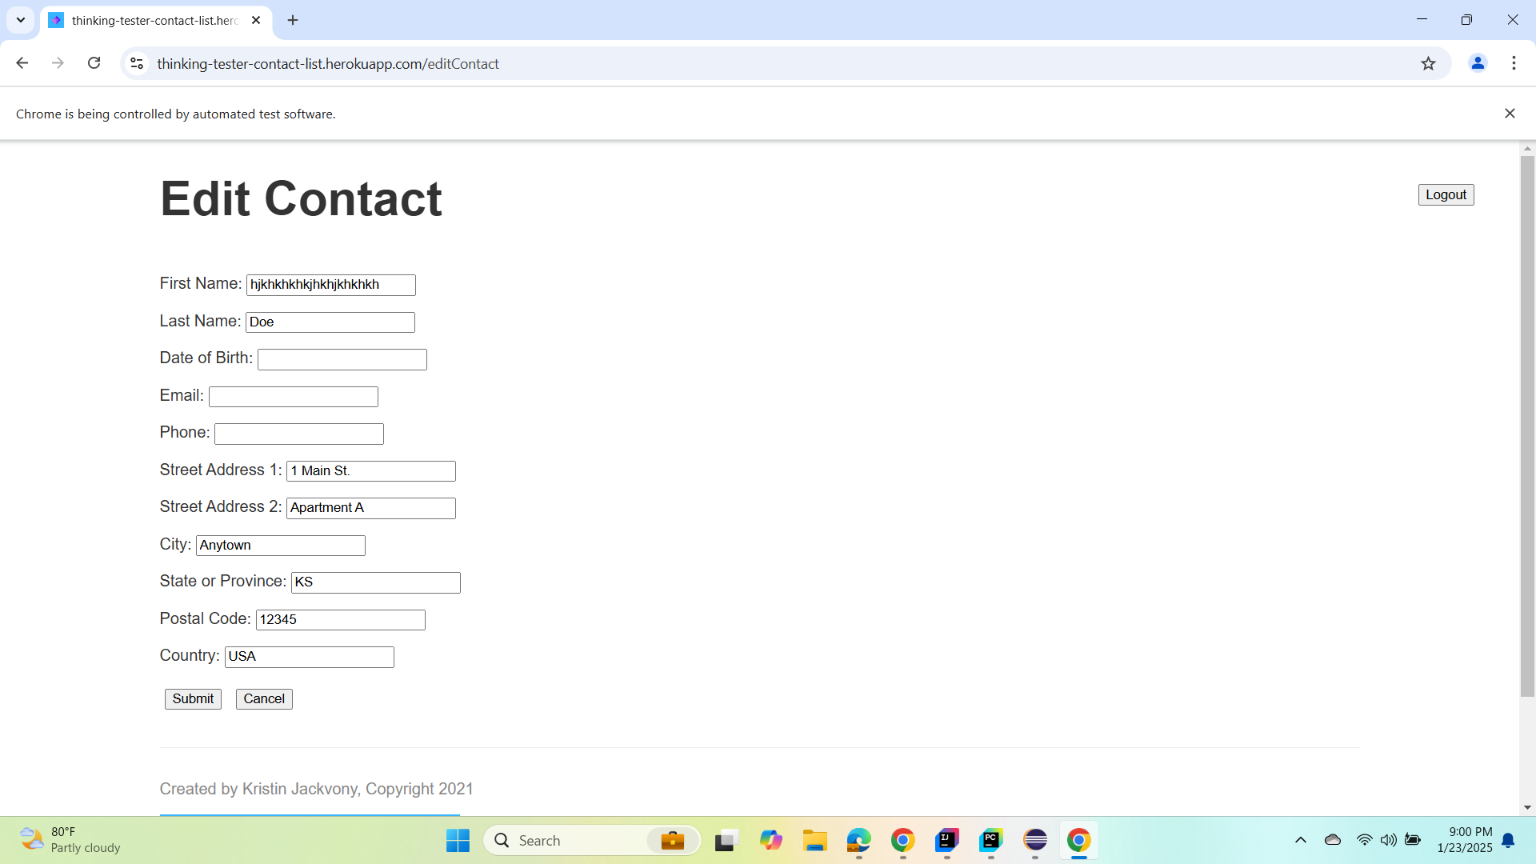 thinking-tester-contact-list.herc
thinking-tester-contact-list.herokuapp.com/editContact
Chrome is being controlled by automated test software.
Edit Contact
Logout
First Name: hjkhkhkhkjhkhjkhkhkh
Last Name: Doe
Date of Birth:
Email:
Phone:
Street Address 1: 1 Main St.
Street Address 2: Apartment A
City: Anytown
State or Province: KS
Postal Code: 12345
Country: USA
Submit Cancel
Created by Kristin Jackvony, Copyright 2021
80°F
Partly cloudy
Search
9:00 PM
1/23/2025